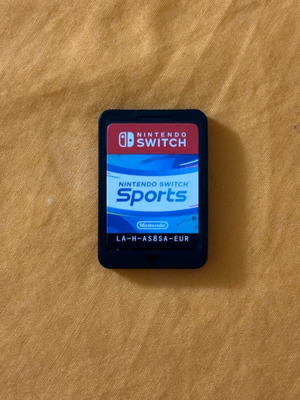 NINTENDO
SWITCH
NINTENDO SWITCH
Sports
Nintendo
LA-H-AS8SA-EUR